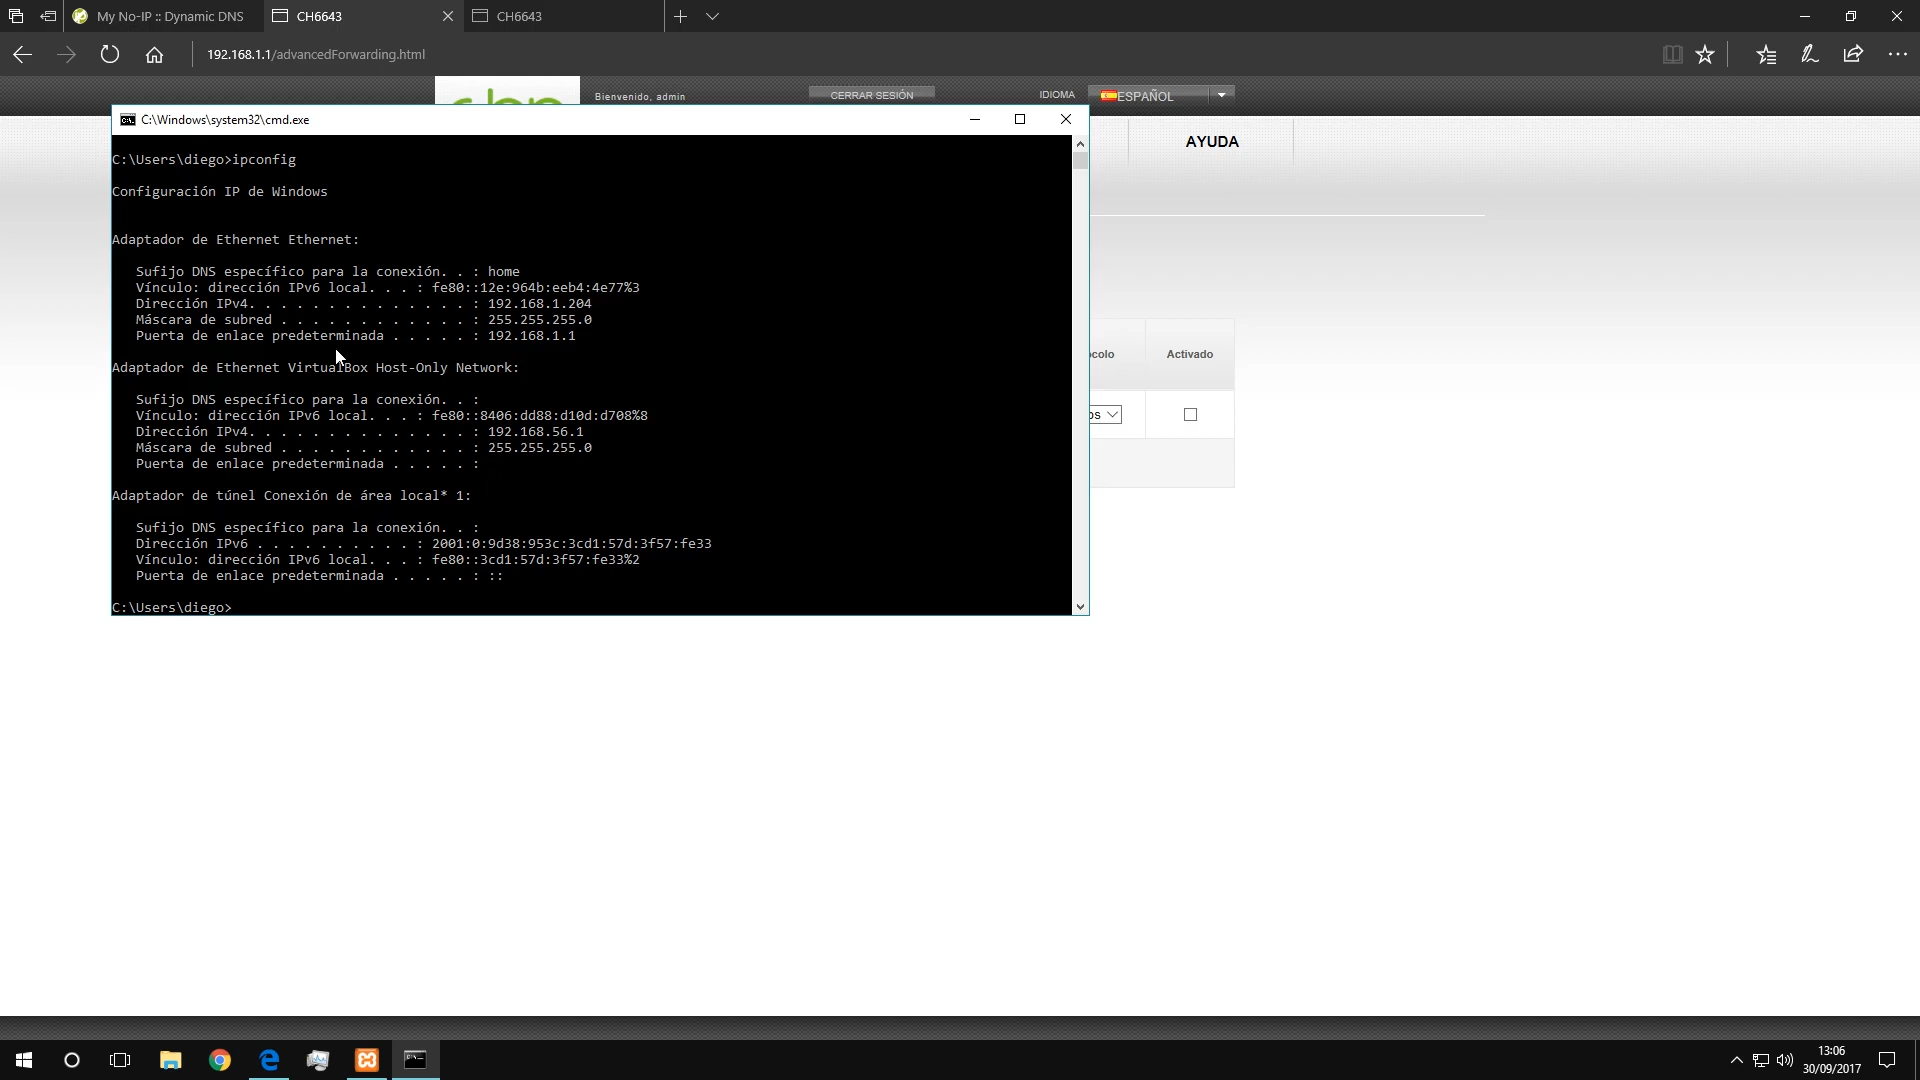 My No-IP :: Dynamic DNS
CH6643
CH6643
192.168.1.1/advancedForwarding.html
Bienvenido, admin
CERRAR SESIÓN
IDIOMA
ESPAÑOL
C:\Windows\system32\cmd.exe
AYUDA
C:\Users\diego>ipconfig
Configuración IP de Windows
Adaptador de Ethernet Ethernet:
Sufijo DNS específico para la conexión. . : home
Vínculo: dirección IPv6 local. . . : fe80::12e:964b:eeb4:4e77%3
Dirección IPv4. . . . . . . . . . . . . . : 192.168.1.204
Máscara de subred . . . . . . . . . . . . : 255.255.255.0
Puerta de enlace predeterminada . . . . . : 192.168.1.1
Adaptador de Ethernet VirtualBox Host-Only Network:
Sufijo DNS específico para la conexión. . :
Vínculo: dirección IPv6 local. . . : fe80::8406:dd88:d10d:d708%8
Dirección IPv4. . . . . . . . . . . . . . : 192.168.56.1
Máscara de subred . . . . . . . . . . . . : 255.255.255.0
Puerta de enlace predeterminada . . . . . :
Adaptador de túnel Conexión de área local* 1:
Sufijo DNS específico para la conexión. . :
Dirección IPv6 . . . . . . . . . . : 2001:0:9d38:953c:3cd1:57d:3f57:fe33
Vínculo: dirección IPv6 local. . . : fe80::3cd1:57d:3f57:fe33%2
Puerta de enlace predeterminada . . . . . : ::
C:\Users\diego>
Activado
13:06
30/09/2017